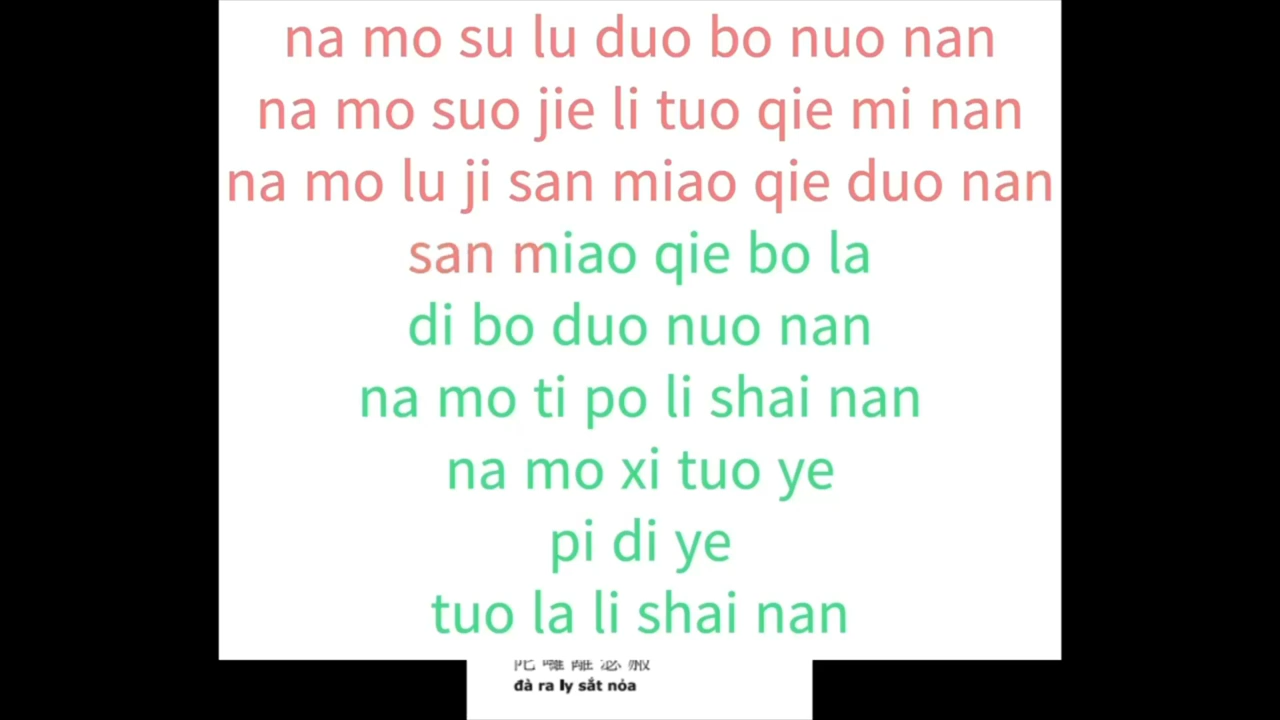 na mo su lu duo bo nuo nan
na mo suo jie li tuo qie mi nan
na mo lu ji san miao qie duo nan
san miao qie bo la
di bo duo nuo nan
na mo ti po li shai nan
na mo xi tuo ye
pi di ye
tuo la li shai nan
đà ra ly sắt nỏa